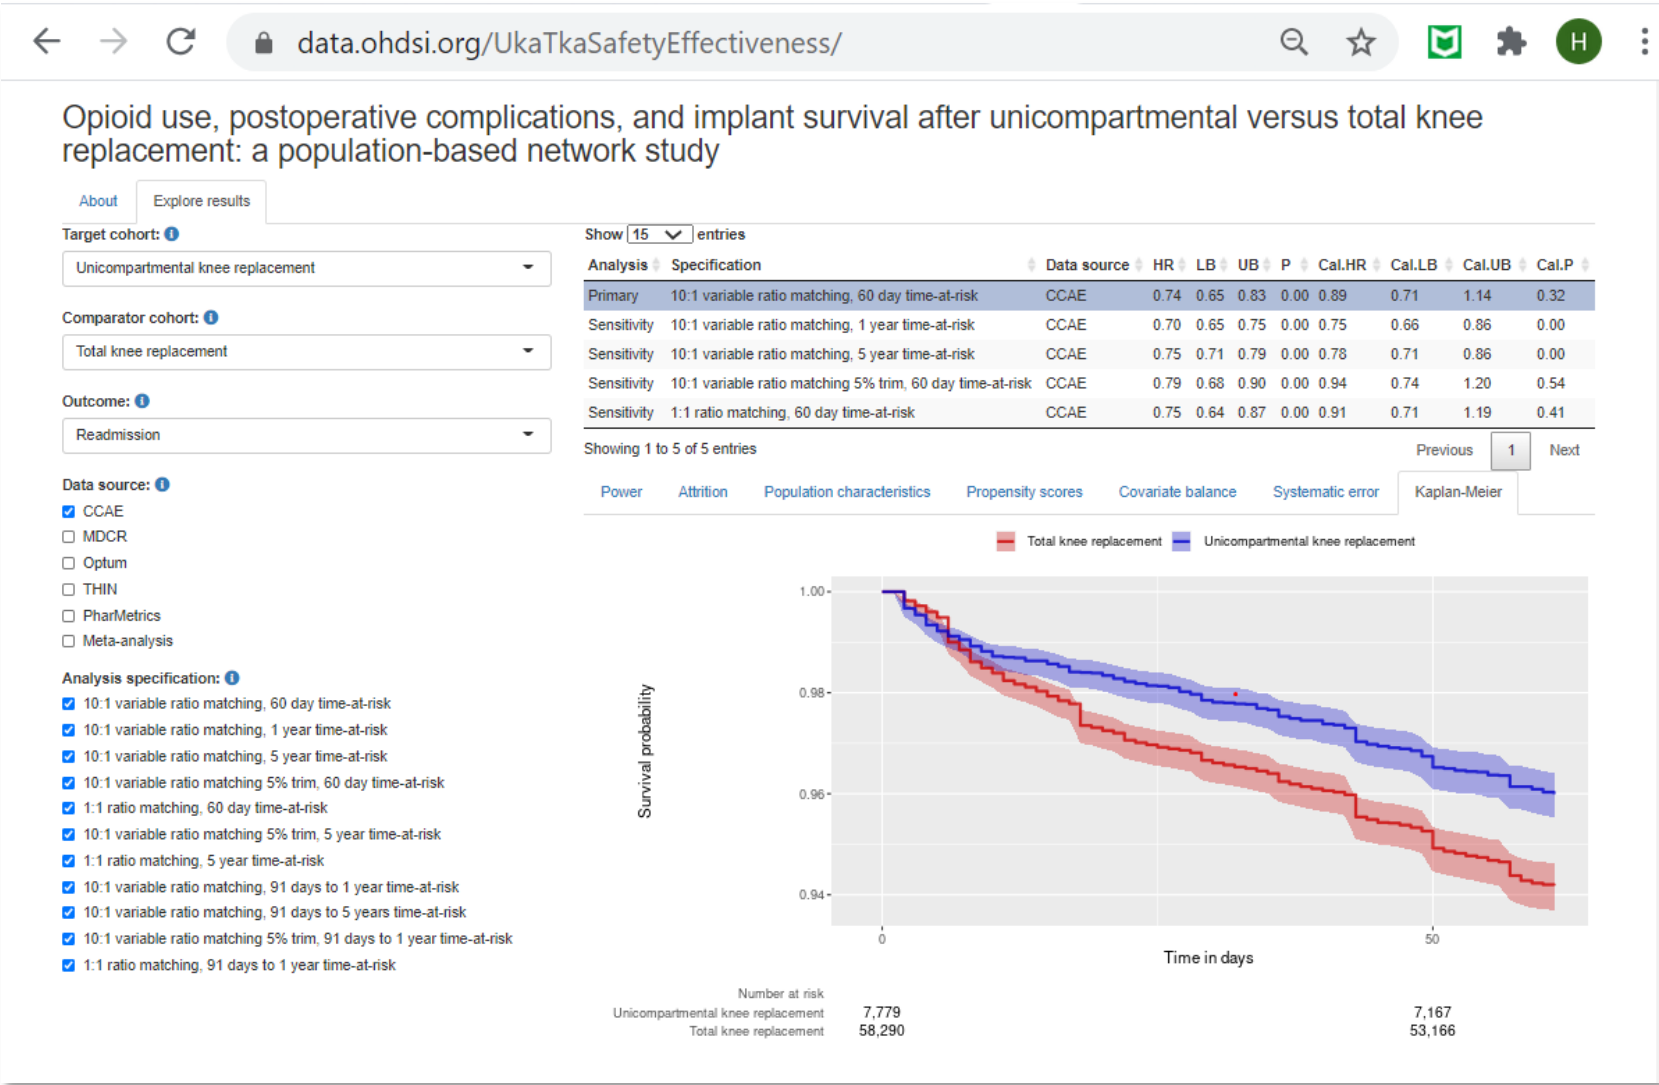 data.ohdsi.org/UkaTkaSafetyEffectiveness/
H
Opioid use, postoperative complications, and implant survival after unicompartmental versus total knee
replacement: a population-based network study
About Explore results
Target cohort:
Unicompartmental knee replacement
Comparator cohort:
Total knee replacement
Outcome:
Readmission
Data source:
CCAE
MDCR
Optum
THIN
PharMetrics
Meta-analysis
Analysis specification:
10:1 variable ratio matching, 60 day time-at-risk
10:1 variable ratio matching, 1 year time-at-risk
10:1 variable ratio matching, 5 year time-at-risk
10:1 variable ratio matching 5% trim, 60 day time-at-risk
1:1 ratio matching, 60 day time-at-risk
10:1 variable ratio matching 5% trim, 5 year time-at-risk
1:1 ratio matching, 5 year time-at-risk
10:1 variable ratio matching, 91 days to 1 year time-at-risk
10:1 variable ratio matching, 91 days to 5 years time-at-risk
10:1 variable ratio matching 5% trim, 91 days to 1 year time-at-risk
1:1 ratio matching, 91 days to 1 year time-at-risk
Show 15 entries
Analysis Specification Data source HR LB UB P Cal.HR Cal.LB Cal.UB Cal.P
Primary 10:1 variable ratio matching, 60 day time-at-risk CCAE 0.74 0.65 0.83 0.00 0.89 0.71 1.14 0.32
Sensitivity 10:1 variable ratio matching, 1 year time-at-risk CCAE 0.70 0.65 0.75 0.00 0.75 0.66 0.86 0.00
Sensitivity 10:1 variable ratio matching, 5 year time-at-risk CCAE 0.75 0.71 0.79 0.00 0.78 0.71 0.86 0.00
Sensitivity 10:1 variable ratio matching 5% trim, 60 day time-at-risk CCAE 0.79 0.68 0.90 0.00 0.94 0.74 1.20 0.54
Sensitivity 1:1 ratio matching, 60 day time-at-risk CCAE 0.75 0.64 0.87 0.00 0.91 0.71 1.19 0.41
Showing 1 to 5 of 5 entries
Previous 1 Next
Power Attrition Population characteristics Propensity scores Covariate balance Systematic error Kaplan-Meier
Total knee replacement Unicompartmental knee replacement
Survival probability
1.00
0.98
0.96
0.94
0 50
Time in days
Number at risk
Unicompartmental knee replacement 7,779 7,167
Total knee replacement 58,290 53,166